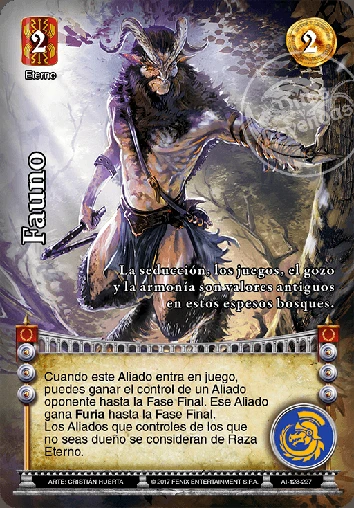 2
2
Eterno
Fauno
La seducción, los juegos, el gozo
y la armonía son valores antiguos
en estos espesos bosques.
Cuando este Aliado entra en juego,
puedes ganar el control de un Aliado
oponente hasta la Fase Final. Ese Aliado
gana Furia hasta la Fase Final.
Los Aliados que controles de los que
no seas dueño se consideran de Raza
Eterno.
ARTE: CRISTIÁN HUERTA
© 2017 FENIX ENTERTAINMENT S.P.A.